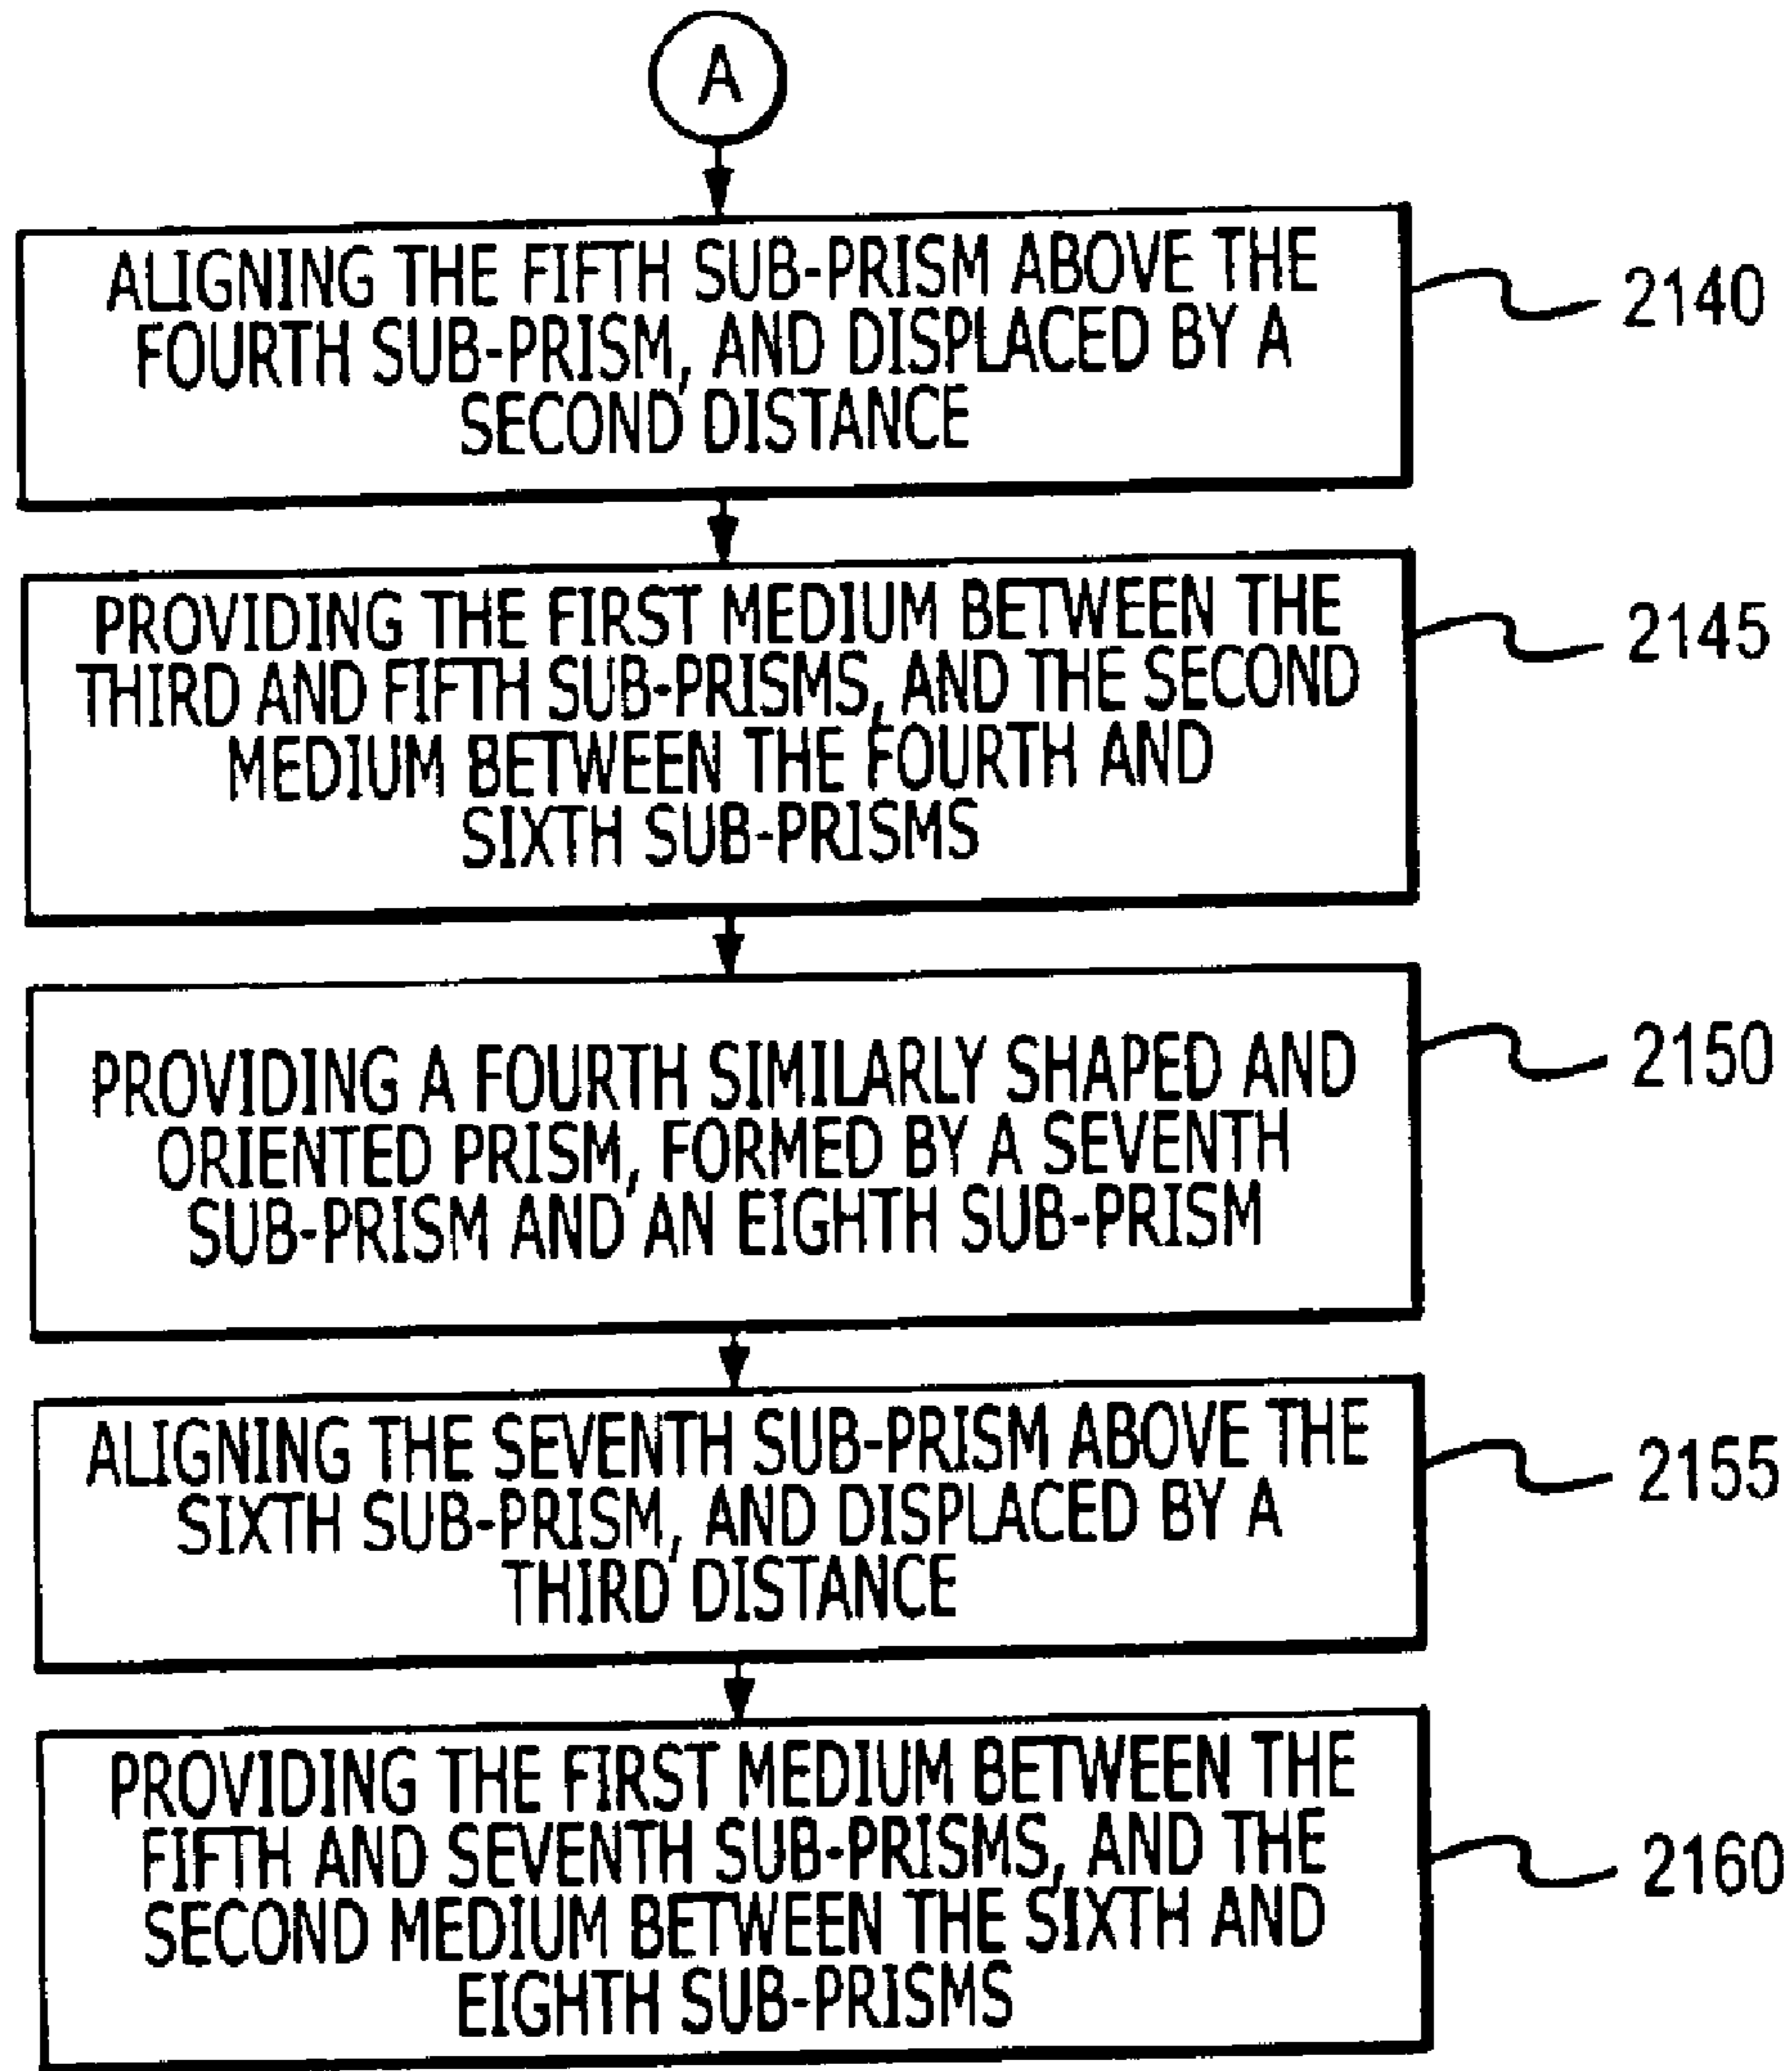 A
ALIGNING THE FIFTH SUB-PRISM ABOVE THE
FOURTH SUB-PRISM, AND DISPLACED BY A
SECOND DISTANCE
2140
PROVIDING THE FIRST MEDIUM BETWEEN THE
THIRD AND FIFTH SUB-PRISMS, AND THE SECOND
MEDIUM BETWEEN THE FOURTH AND
SIXTH SUB-PRISMS
2145
PROVIDING A FOURTH SIMILARLY SHAPED AND
ORIENTED PRISM, FORMED BY A SEVENTH
SUB-PRISM AND AN EIGHTH SUB-PRISM
2150
ALIGNING THE SEVENTH SUB-PRISM ABOVE THE
SIXTH SUB-PRISM, AND DISPLACED BY A
THIRD DISTANCE
2155
PROVIDING THE FIRST MEDIUM BETWEEN THE
FIFTH AND SEVENTH SUB-PRISMS, AND THE
SECOND MEDIUM BETWEEN THE SIXTH AND
EIGHTH SUB-PRISMS
2160